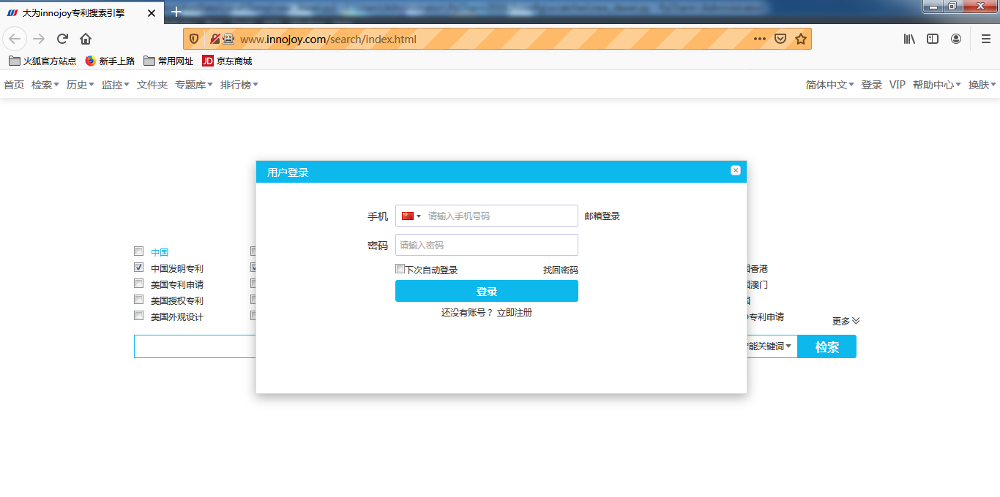 大为innojoy专利搜索引擎
www.innojoy.com/search/index.html
火狐官方站点 新手上路 常用网址 JD 京东商城
首页 检索 历史 监控 文件夹 专题库 排行榜 简体中文 登录 VIP 帮助中心 换肤
用户登录
手机 请输入手机号码 邮箱登录
密码 请输入密码
下次自动登录 找回密码
登录
还没有账号？ 立即注册
中国
中国发明专利 香港
美国专利申请 澳门
美国授权专利
美国外观设计 专利申请 更多
能关键词 检索